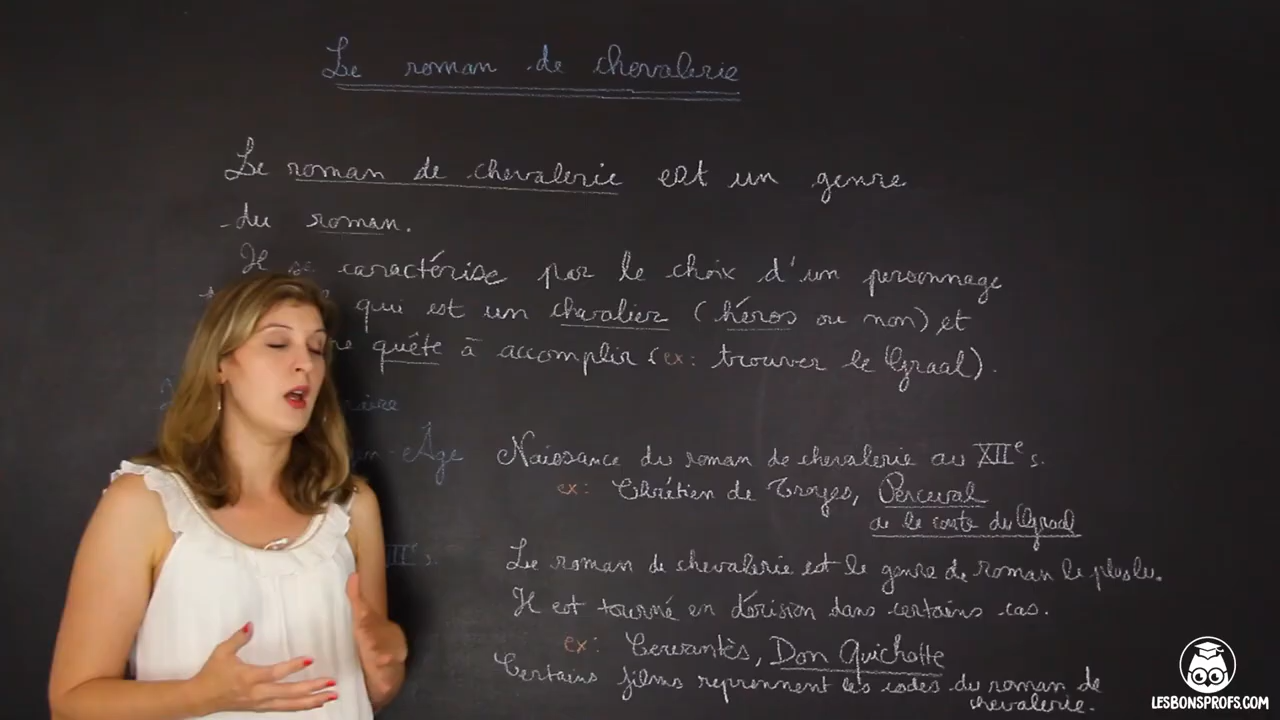 Le roman de chevalerie
Le roman de chevalerie est un genre
du roman.
Il se caractérise par le choix d'un personnage
qui est un chevalier (héros ou non) et
quête à accomplir (ex: trouver le Graal).
Âge
Naissance du roman de chevalerie au XIIe s.
ex: Chrétien de Troyes, Perceval
ou le conte du Graal
Le roman de chevalerie est le genre de roman le plus lu.
Il est tourné en dérision dans certains cas.
ex: Cervantès, Don Quichotte
Certains films reprennent les codes du roman de
chevalerie.
LESBONSPROFS.COM